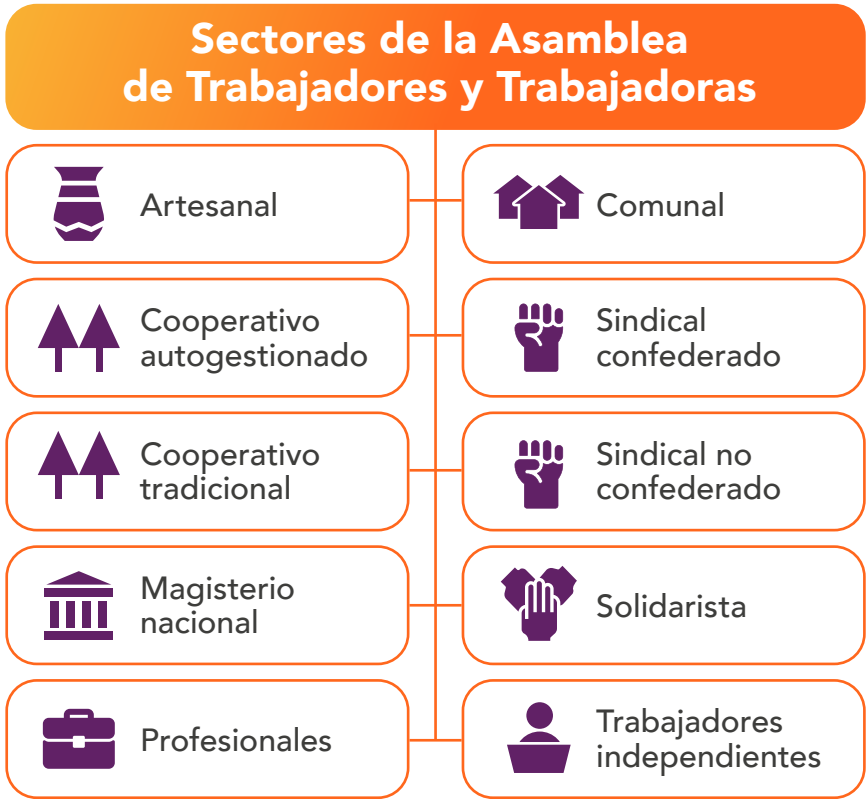 Sectores de la Asamblea
de Trabajadores y Trabajadoras
Artesanal
Comunal
Cooperativo
autogestionado
Sindical
confederado
Cooperativo
tradicional
Sindical no
confederado
Magisterio
nacional
Solidarista
Profesionales
Trabajadores
independientes